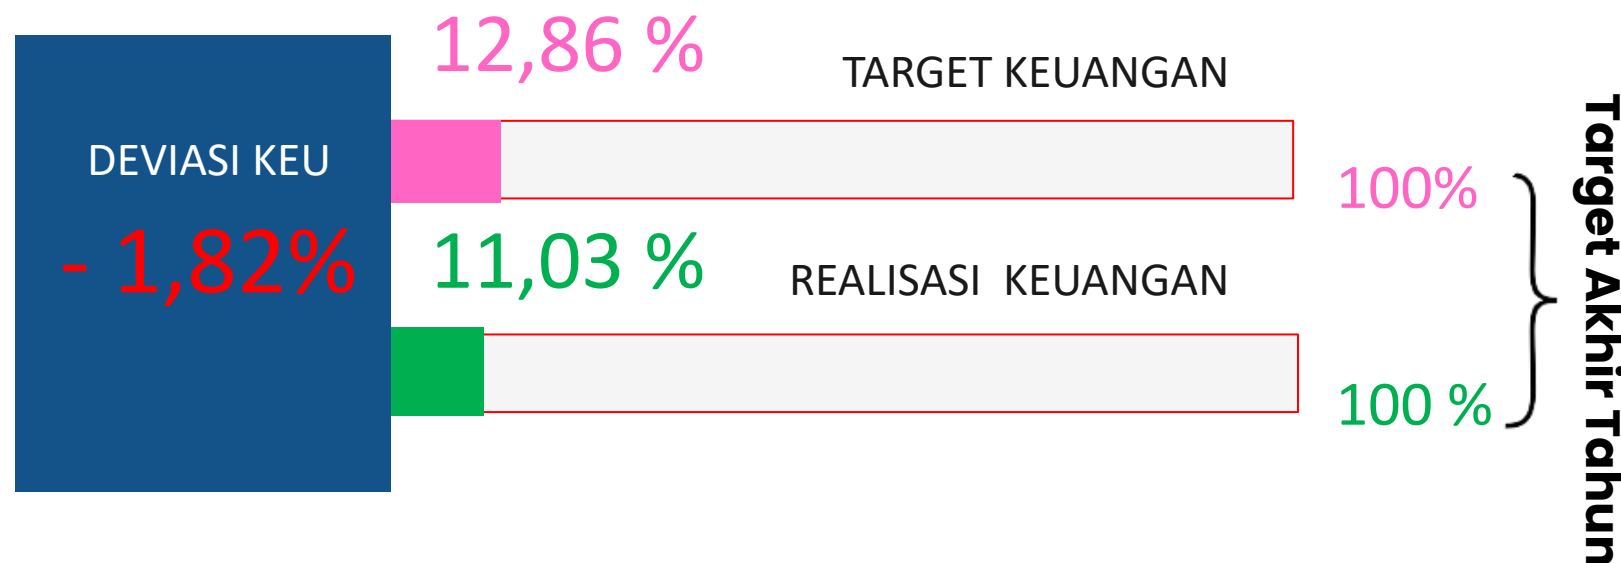 12,86 %
TARGET KEUANGAN
DEVIASI KEU
- 1,82%
100%
11,03 %
REALISASI  KEUANGAN
100 %
Target Akhir Tahun